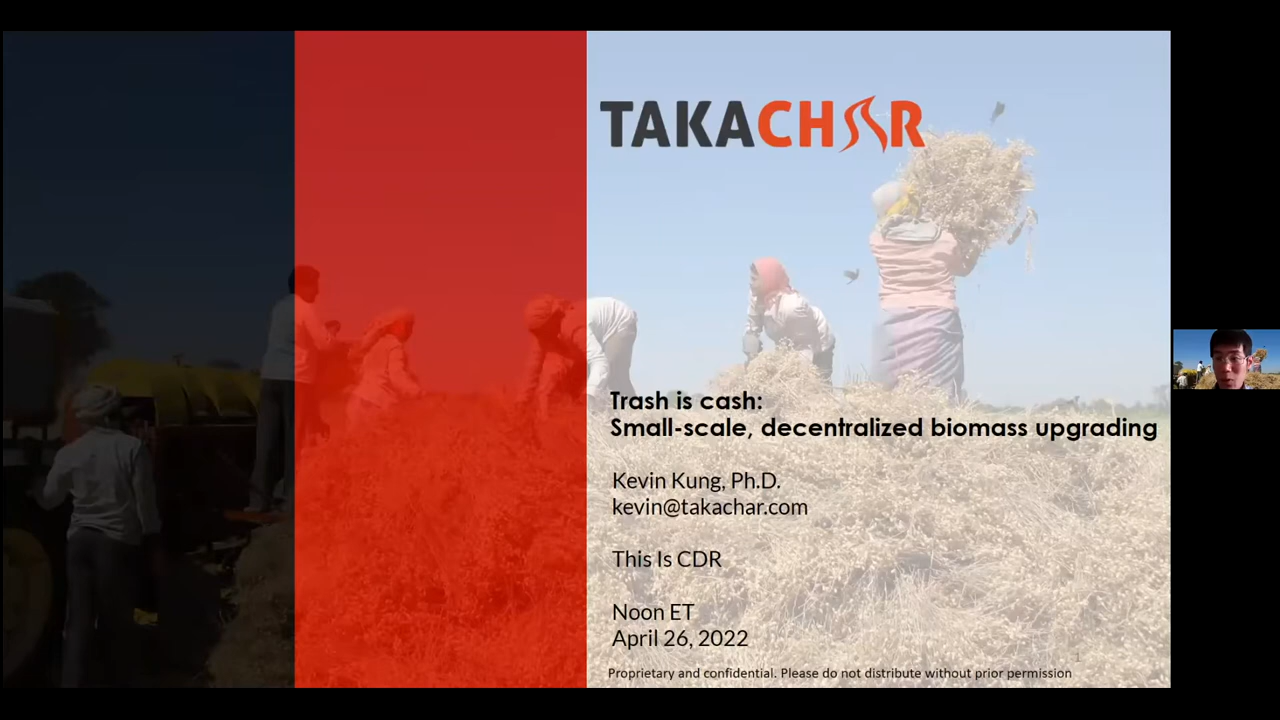 TAKACHAR
Trash is cash:
Small-scale, decentralized biomass upgrading
Kevin Kung, Ph.D.
kevin@takachar.com
This Is CDR
Noon ET
April 26, 2022
1
Proprietary and confidential. Please do not distribute without prior permission